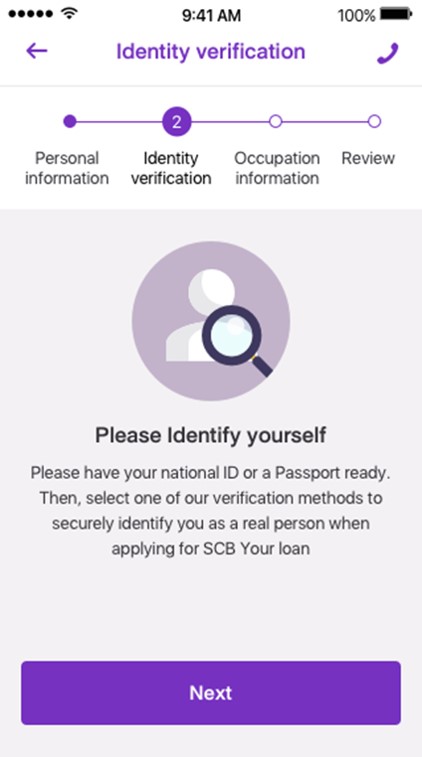 9:41 AM 100%
Identity verification
2
Personal Identity Occupation Review
information verification information
Please Identify yourself
Please have your national ID or a Passport ready.
Then, select one of our verification methods to
securely identify you as a real person when
applying for SCB Your loan
Next